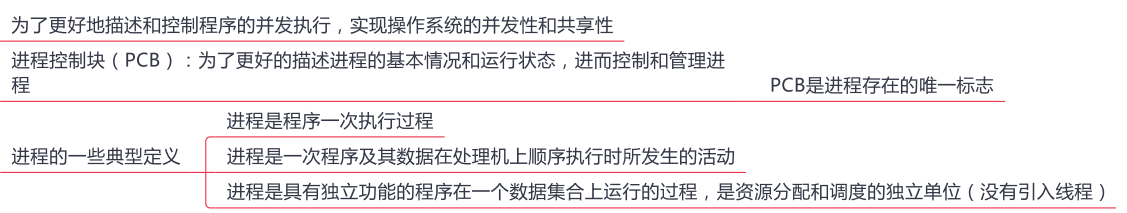 为了更好地描述和控制程序的并发执行，实现操作系统的并发性和共享性
进程控制块（PCB）：为了更好的描述进程的基本情况和运行状态，进而控制和管理进
程
PCB是进程存在的唯一标志
进程的一些典型定义
进程是程序一次执行过程
进程是一次程序及其数据在处理机上顺序执行时所发生的活动
进程是具有独立功能的程序在一个数据集合上运行的过程，是资源分配和调度的独立单位（没有引入线程）